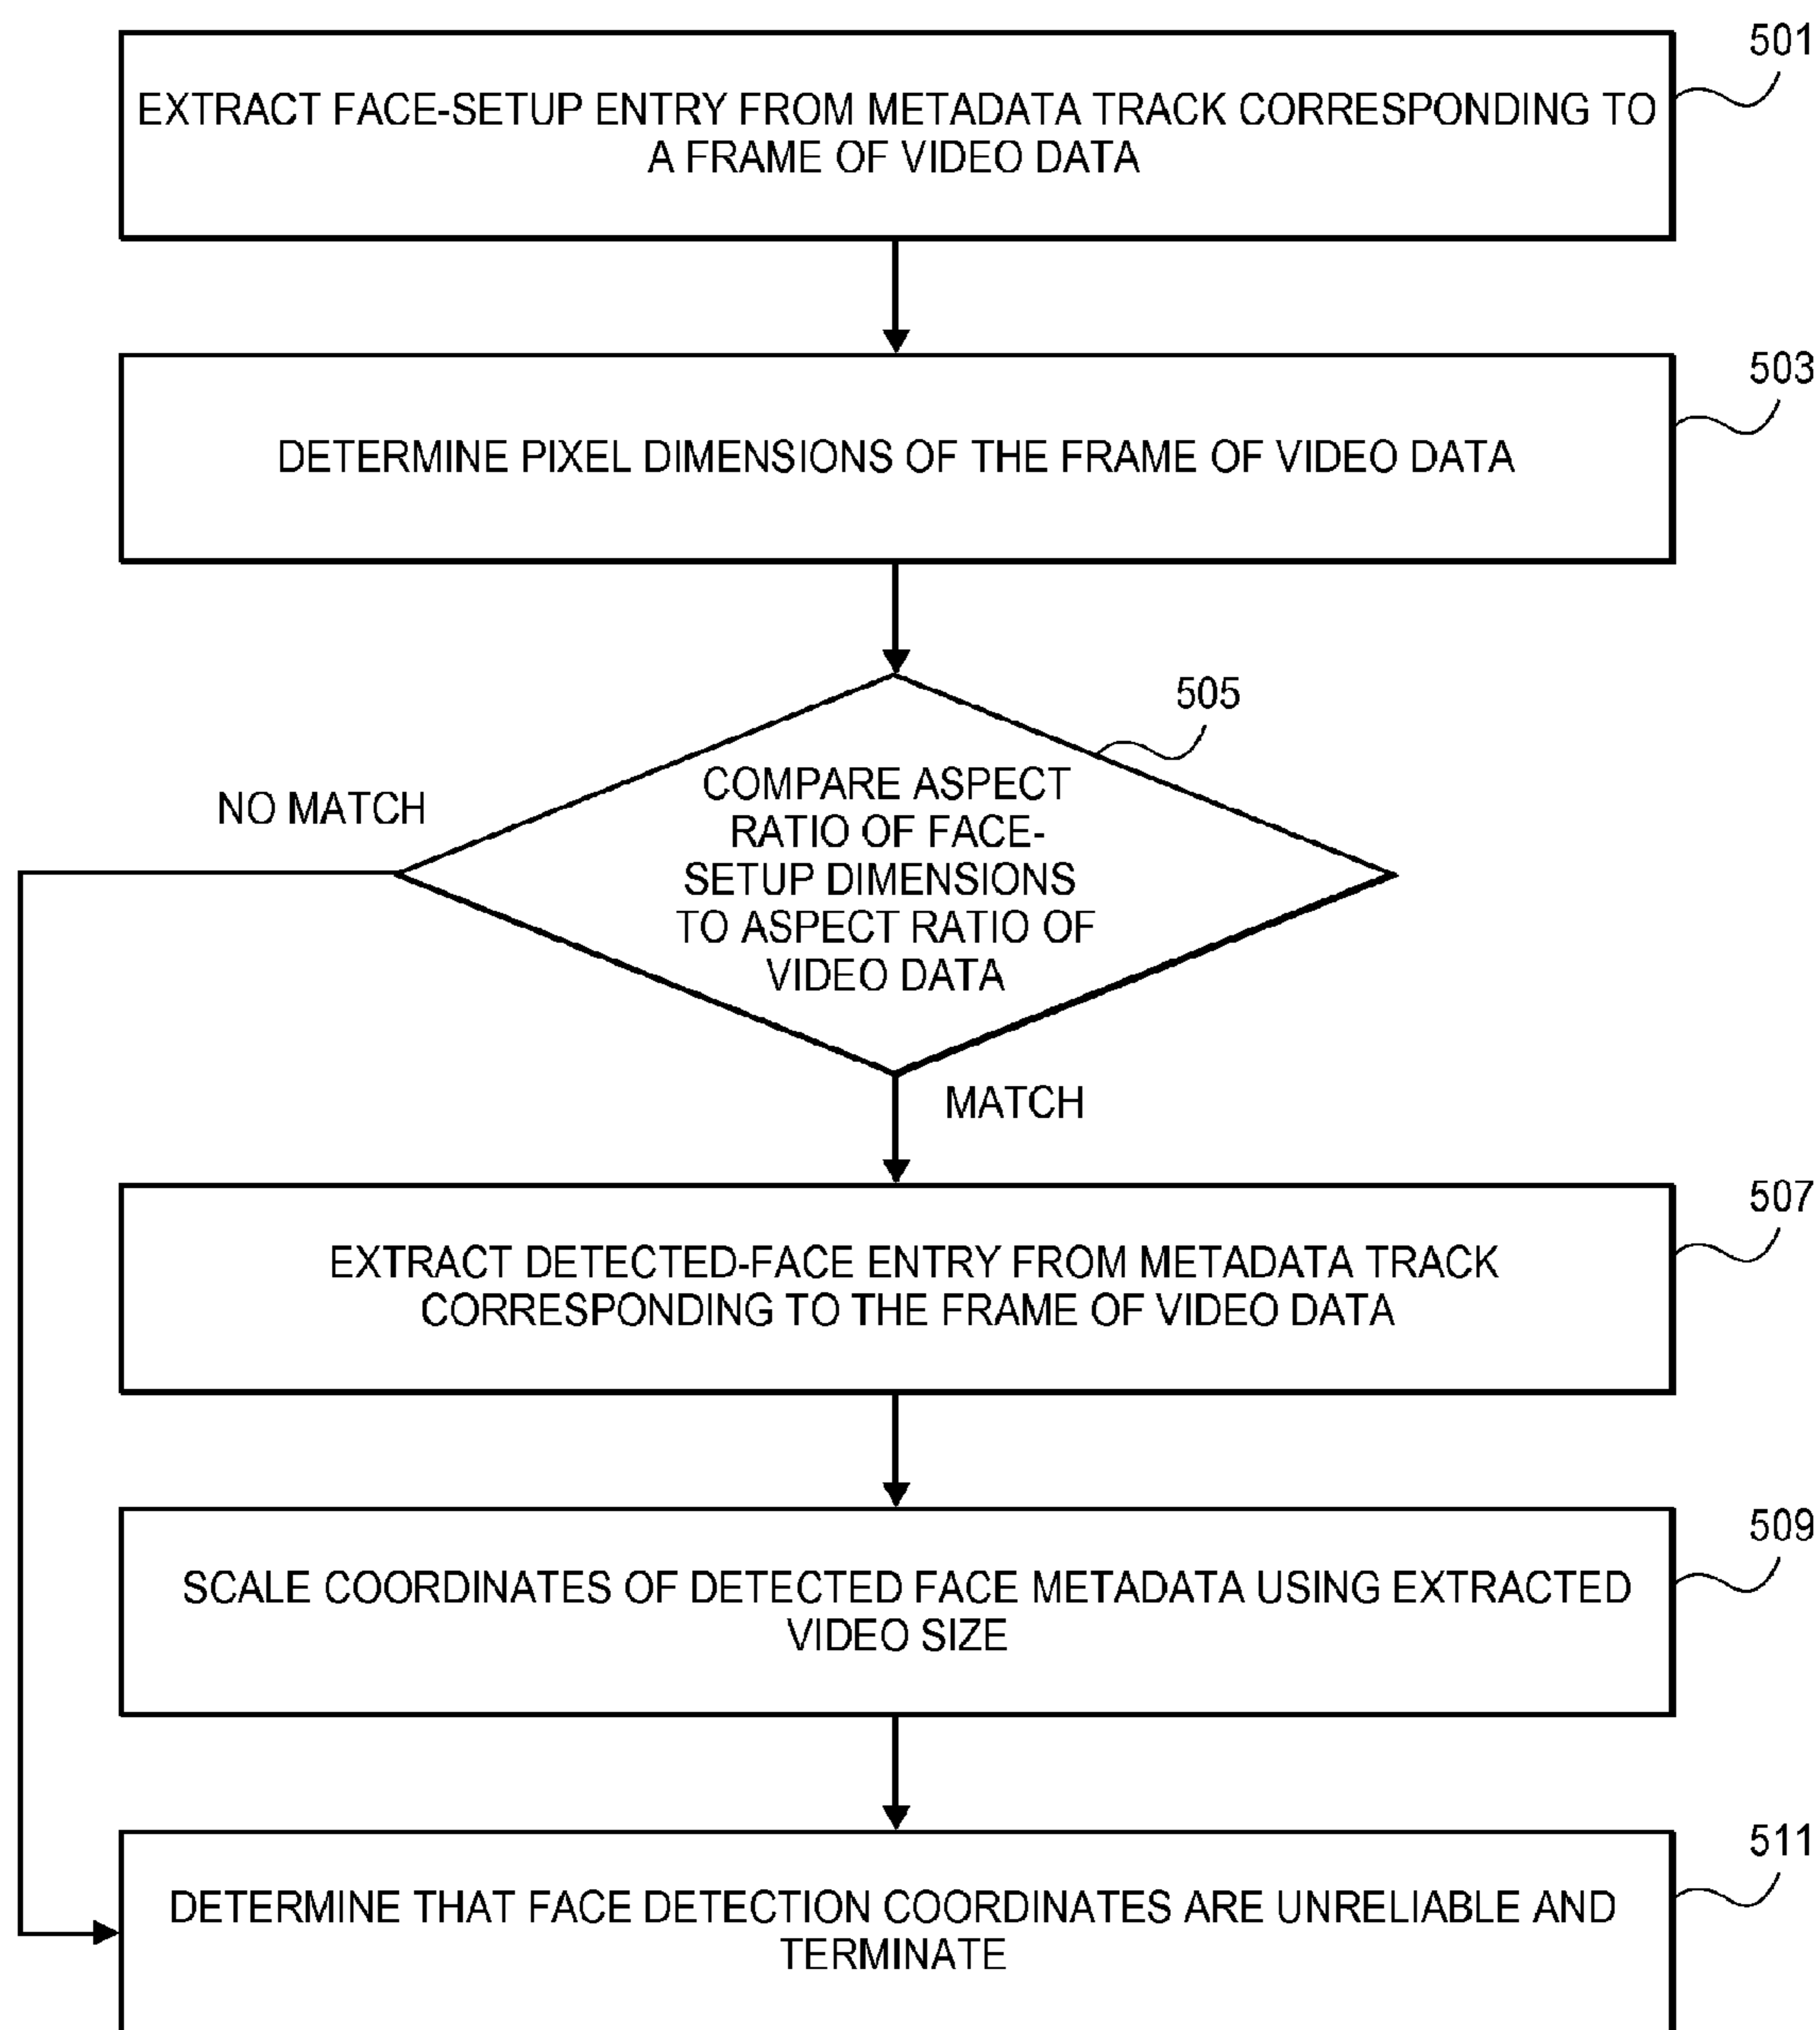 501
EXTRACT FACE-SETUP ENTRY FROM METADATA TRACK CORRESPONDING TO
A FRAME OF VIDEO DATA
503
DETERMINE PIXEL DIMENSIONS OF THE FRAME OF VIDEO DATA
505
NO MATCH
COMPARE ASPECT
RATIO OF FACE-
SETUP DIMENSIONS
TO ASPECT RATIO OF
VIDEO DATA
MATCH
507
EXTRACT DETECTED-FACE ENTRY FROM METADATA TRACK
CORRESPONDING TO THE FRAME OF VIDEO DATA
509
SCALE COORDINATES OF DETECTED FACE METADATA USING EXTRACTED
VIDEO SIZE
511
DETERMINE THAT FACE DETECTION COORDINATES ARE UNRELIABLE AND
TERMINATE